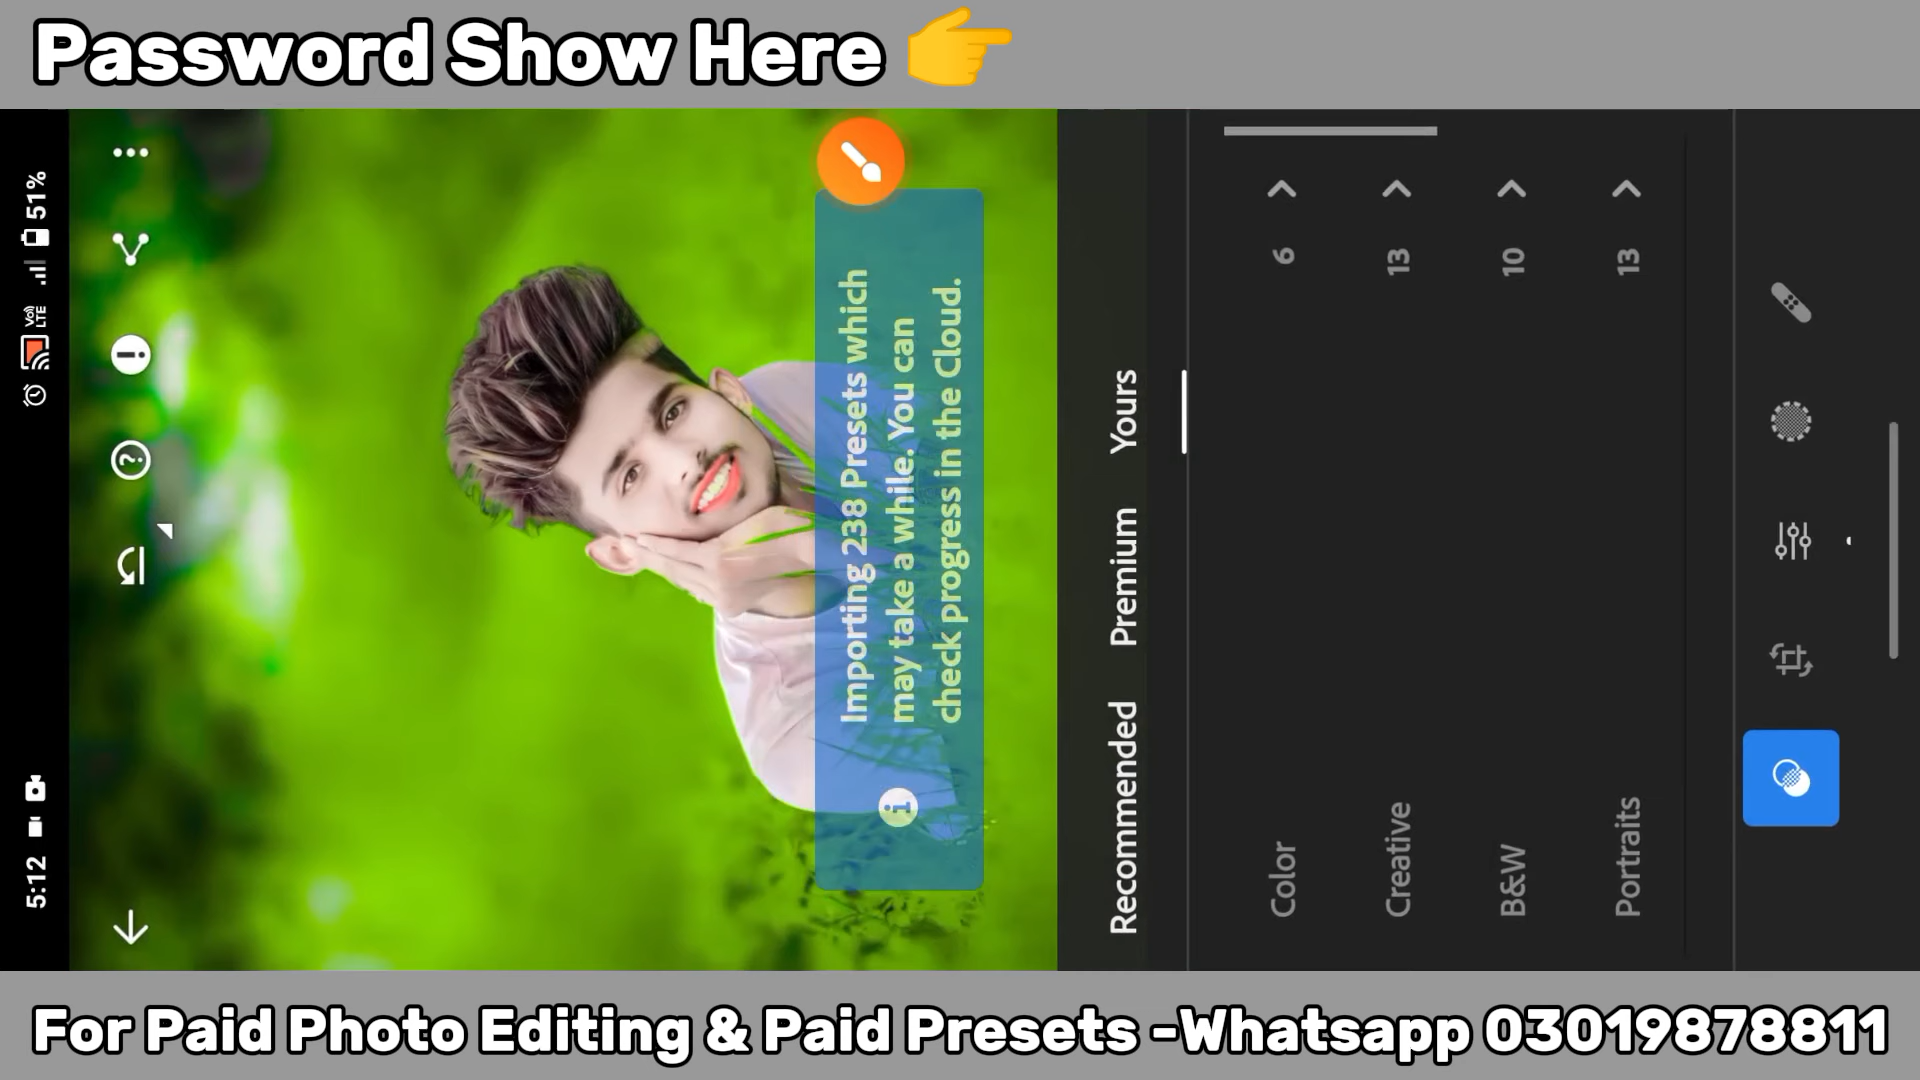 Password Show Here 👉
5:12
51%
Vo)) LTE
Importing 238 Presets which
may take a while. You can
check progress in the Cloud.
Recommended Premium Yours
Color 6
Creative 13
B&W 10
Portraits 13
For Paid Photo Editing & Paid Presets -Whatsapp 03019878811